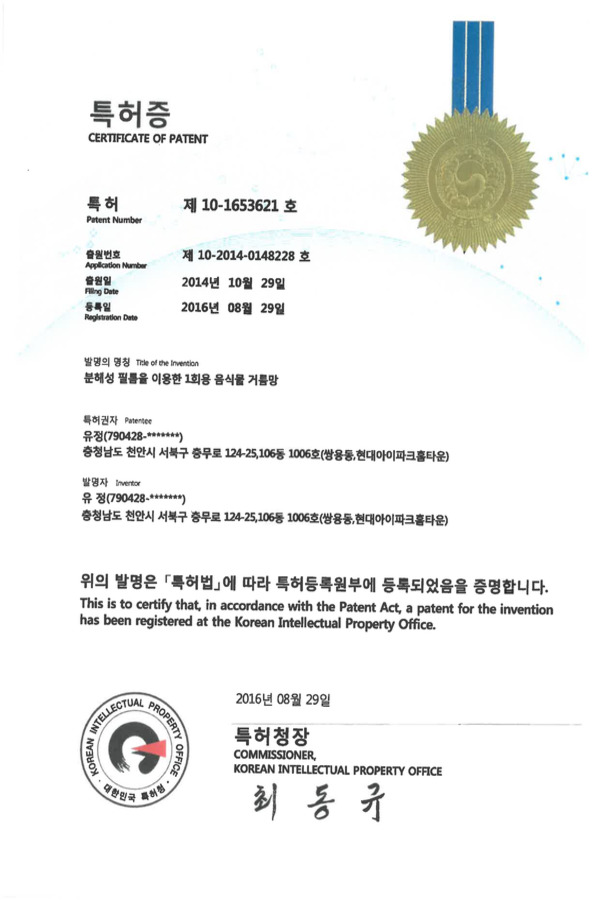 특허증
CERTIFICATE OF PATENT
특 허 제 10-1653621 호
Patent Number
출원번호 제 10-2014-0148228 호
Application Number
출원일 2014년 10월 29일
Filing Date
등록일 2016년 08월 29일
Registration Date
발명의 명칭 Title of the Invention
분해성 필름을 이용한 1회용 음식물 거름망
특허권자 Patentee
유정(790428-*******)
충청남도 천안시 서북구 충무로 124-25,106동 1006호(쌍용동,현대아이파크홈타운)
발명자 Inventor
유 정(790428-*******)
충청남도 천안시 서북구 충무로 124-25,106동 1006호(쌍용동,현대아이파크홈타운)
위의 발명은 「특허법」에 따라 특허등록원부에 등록되었음을 증명합니다.
This is to certify that, in accordance with the Patent Act, a patent for the invention
has been registered at the Korean Intellectual Property Office.
2016년 08월 29일
특허청장
COMMISSIONER,
KOREAN INTELLECTUAL PROPERTY OFFICE
최 동 규
KOREAN INTELLECTUAL PROPERTY OFFICE
· 대한민국 특허청 ·